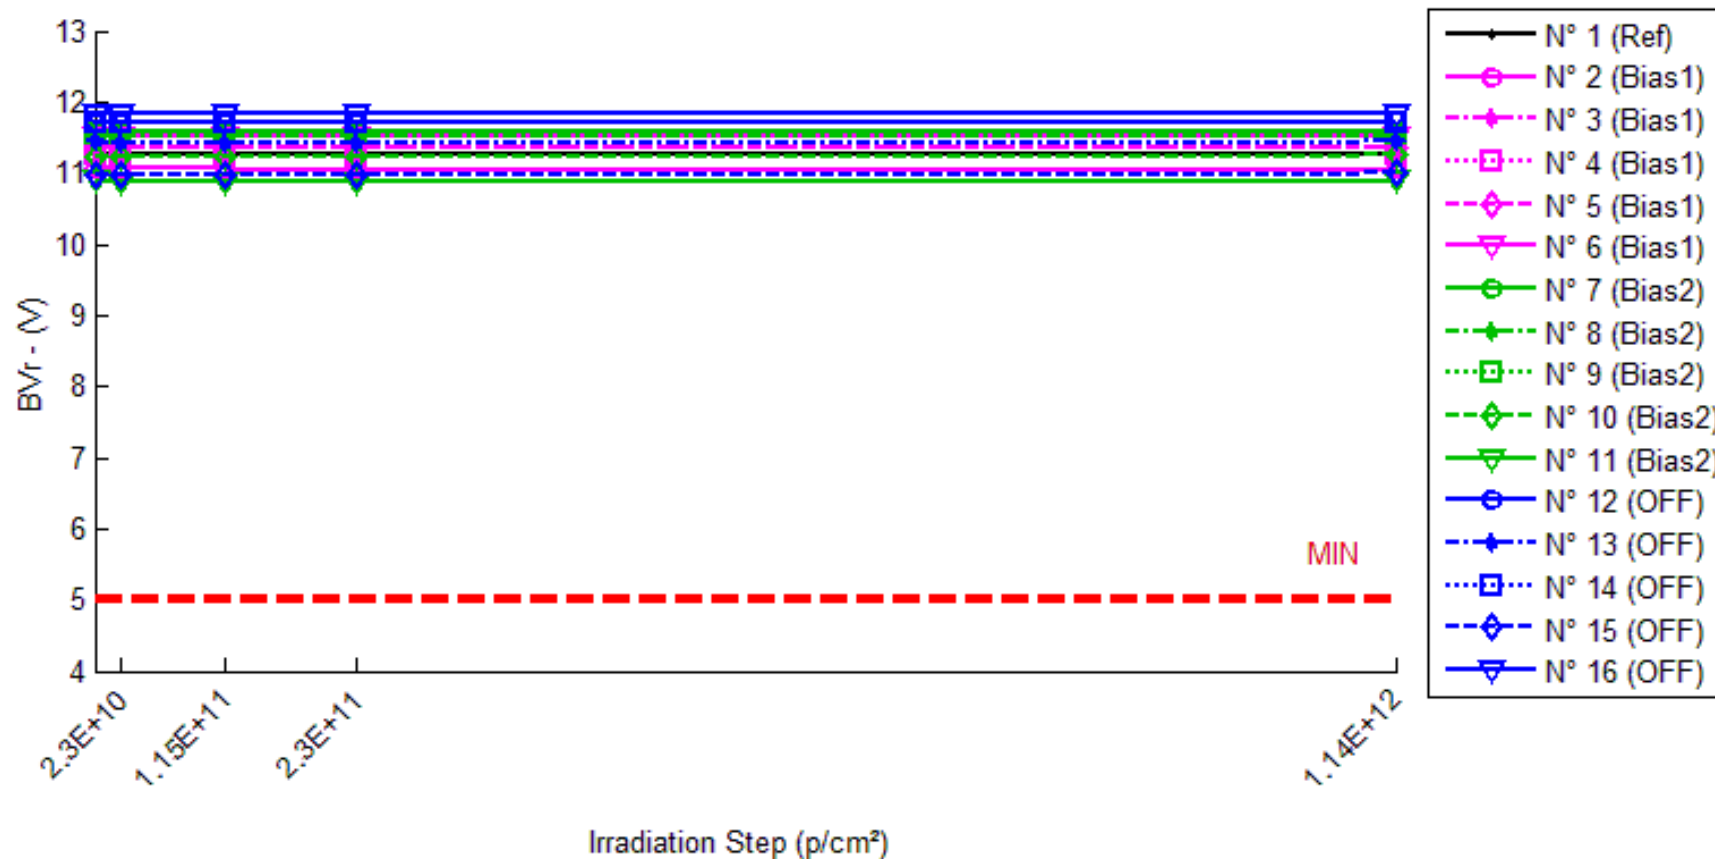 13
12
11
10
9
8
7
6
5
4
BVr - (V)
MIN
2.3E+10
1.15E+11
2.3E+11
1.14E+12
Irradiation Step (p/cm²)
N° 1 (Ref)
N° 2 (Bias1)
N° 3 (Bias1)
N° 4 (Bias1)
N° 5 (Bias1)
N° 6 (Bias1)
N° 7 (Bias2)
N° 8 (Bias2)
N° 9 (Bias2)
N° 10 (Bias2)
N° 11 (Bias2)
N° 12 (OFF)
N° 13 (OFF)
N° 14 (OFF)
N° 15 (OFF)
N° 16 (OFF)